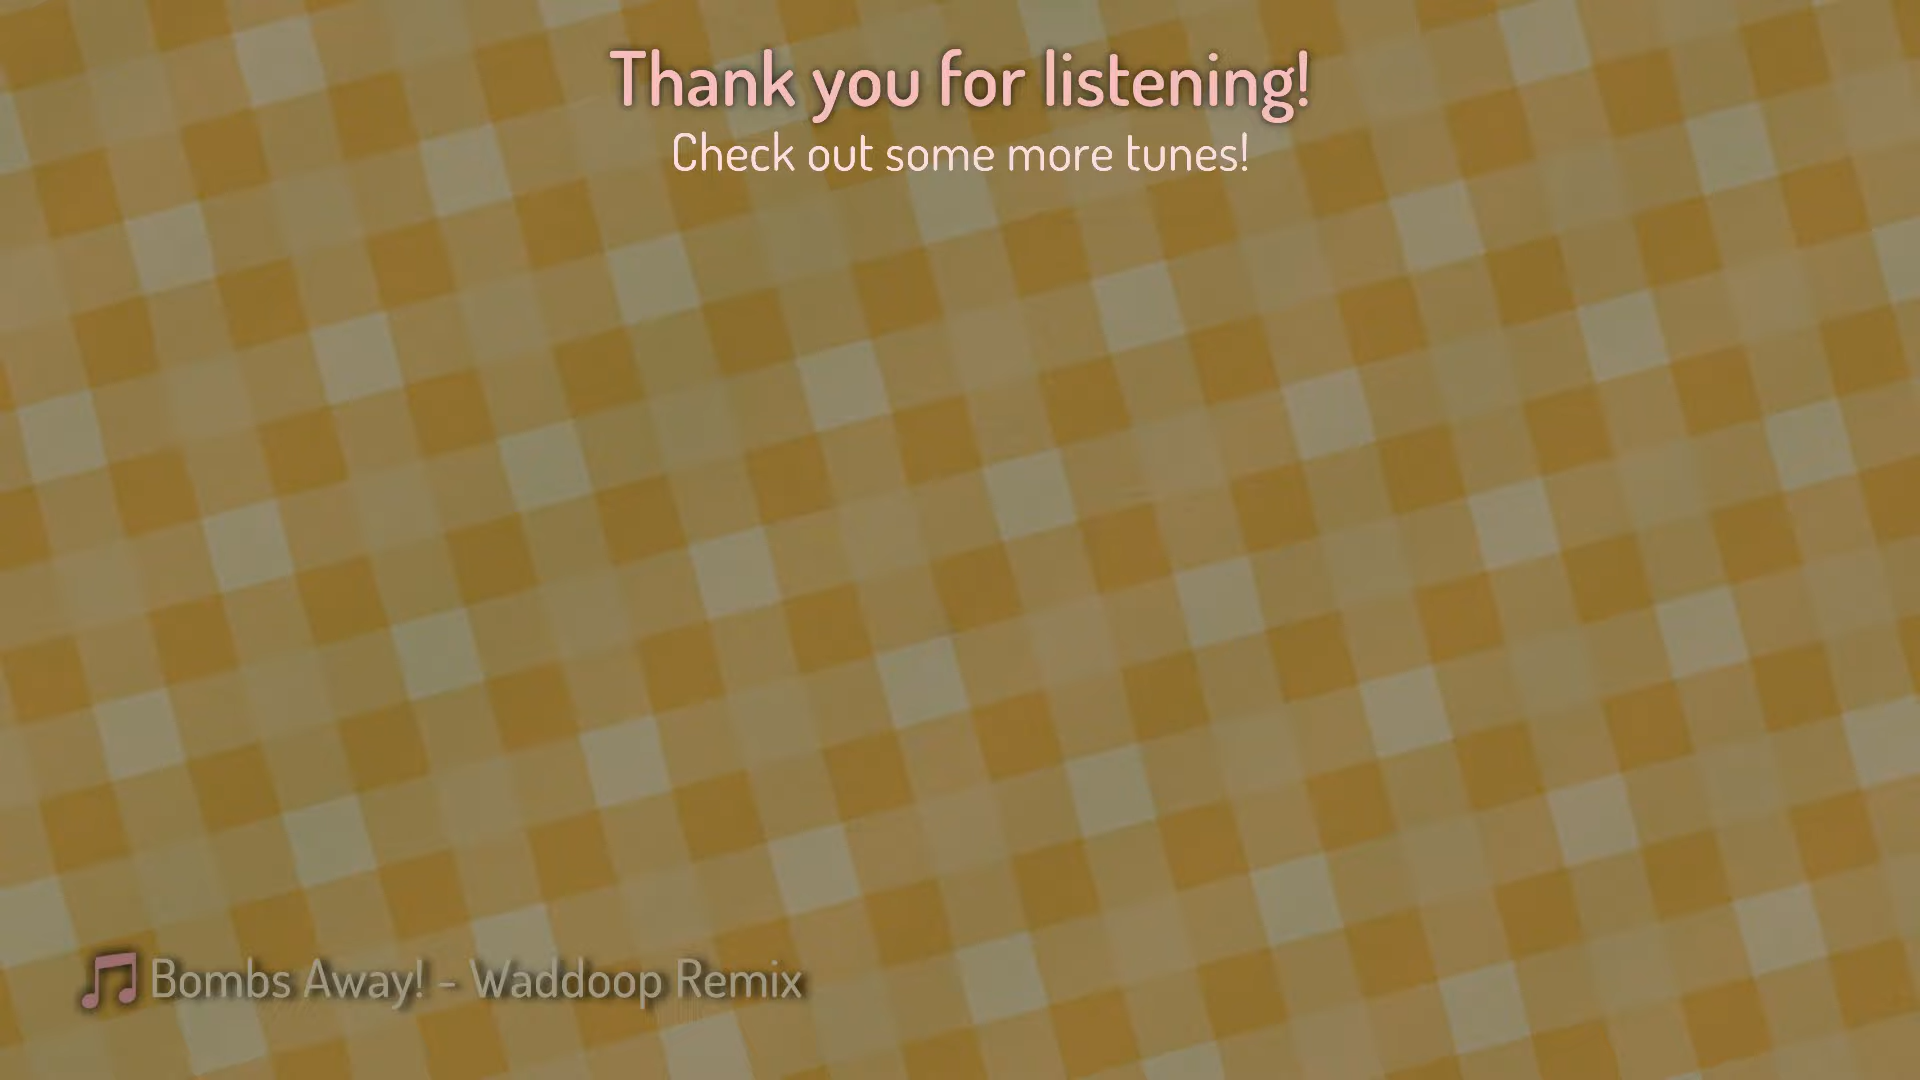 Thank you for listening!
Check out some more tunes!
Bombs Away! - Waddoop Remix